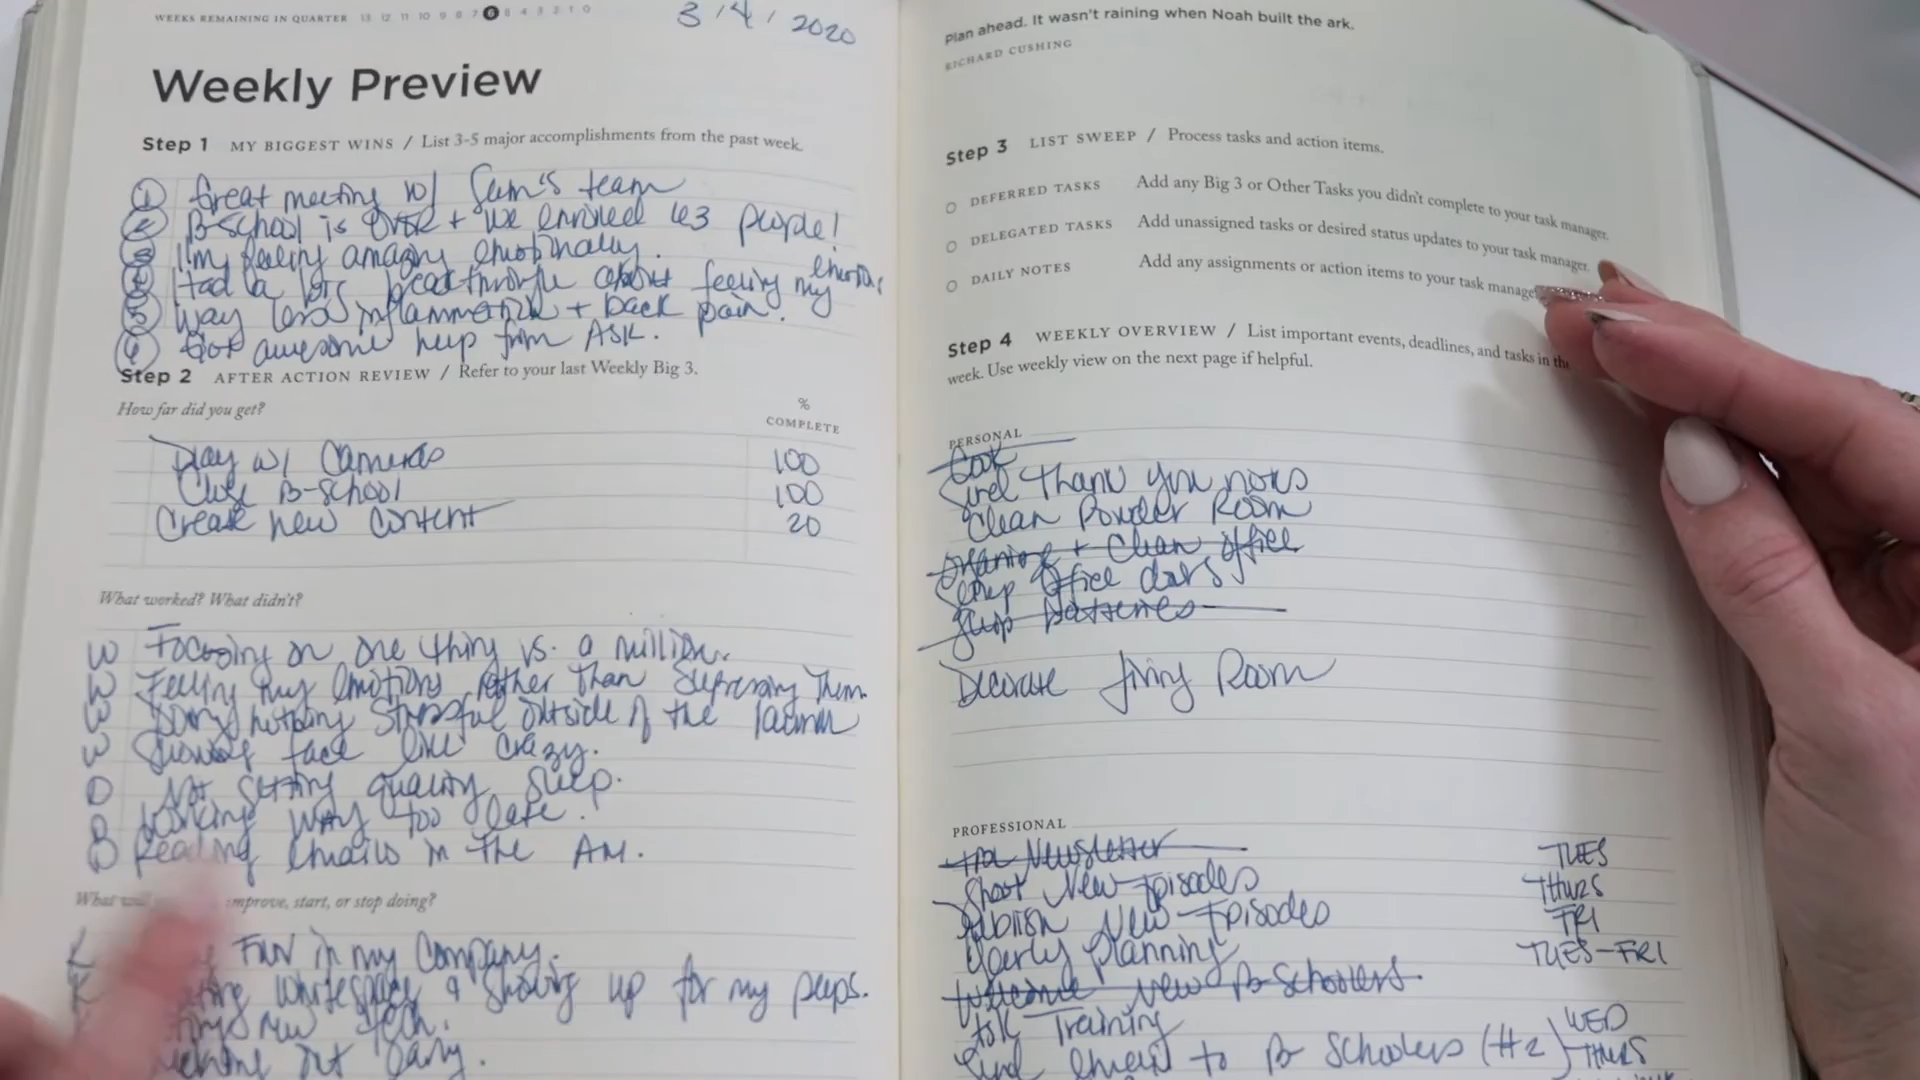 WEEKS REMAINING IN QUARTER 13 12 11 10 9 8 7 6 5 4 3 2 1 0
3/4/2020
Weekly Preview
Step 1 MY BIGGEST WINS / List 3-5 major accomplishments from the past week.
① Great meeting w/ Sam's team
② B-School is OVER + we enrolled 63 people!
③ I'm feeling amazing emotionally.
④ Had a breakthrough about feeling my emotions
⑤ Way less inflammation + back pain.
⑥ Got awesome help from ASK.
Step 2 AFTER ACTION REVIEW / Refer to your last Weekly Big 3.
How far did you get?
% COMPLETE
Play w/ Cameras 100
Close B-School 100
Create new content 20
What worked? What didn't?
W Focusing on one thing vs. a million.
W Feeling my emotions rather than supressing them
W Doing nothing stressful outside of the launch
W Showing face like crazy.
D Not getting quality sleep.
D Working way too late.
D Reading emails in the AM.
improve, start, or stop doing?
K FUN in my company.
K whitespace & showing up for my peeps.
new tech.
out early.
Plan ahead. It wasn't raining when Noah built the ark.
RICHARD CUSHING
Step 3 LIST SWEEP / Process tasks and action items.
DEFERRED TASKS Add any Big 3 or Other Tasks you didn't complete to your task manager.
DELEGATED TASKS Add unassigned tasks or desired status updates to your task manager.
DAILY NOTES Add any assignments or action items to your task manage
Step 4 WEEKLY OVERVIEW / List important events, deadlines, and tasks in the
week. Use weekly view on the next page if helpful.
PERSONAL
Cook
Send Thank you notes
Clean Powder Room
Organize + Clean office
Setup office
batteries
Decorate living Room
PROFESSIONAL
Newsletter TUES
Shoot New Episodes THURS
Publish New Episodes FRI
Planning TUES-FRI
Welcome New B-Schoolers
ASK Training WED
Send email to B Schoolers (#2) THURS